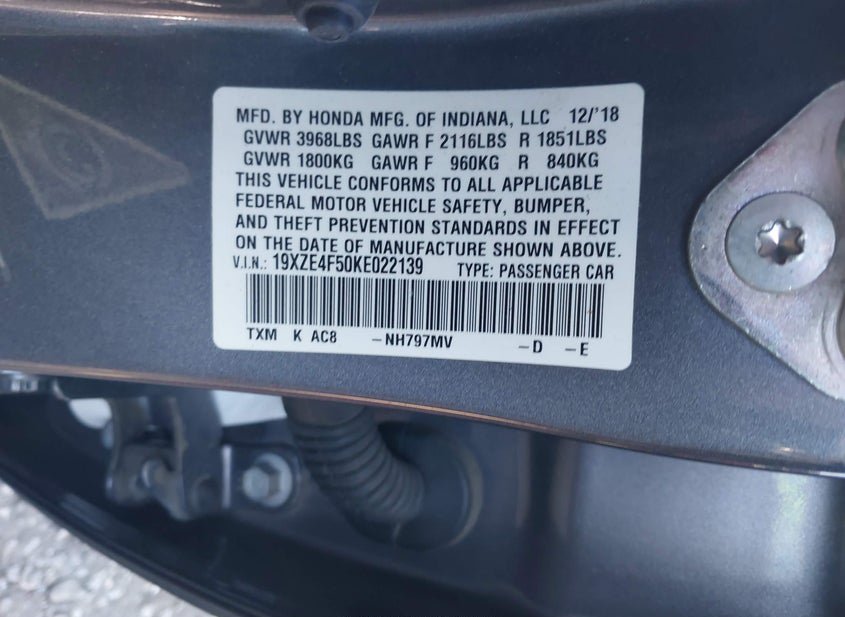 MFD. BY HONDA MFG. OF INDIANA, LLC 12/'18
GVWR 3968LBS GAWR F 2116LBS R 1851LBS
GVWR 1800KG GAWR F 960KG R 840KG
THIS VEHICLE CONFORMS TO ALL APPLICABLE
FEDERAL MOTOR VEHICLE SAFETY, BUMPER,
AND THEFT PREVENTION STANDARDS IN EFFECT
ON THE DATE OF MANUFACTURE SHOWN ABOVE.
V.I.N.: 19XZE4F50KE022139 TYPE: PASSENGER CAR
TXM K AC8 -NH797MV -D -E